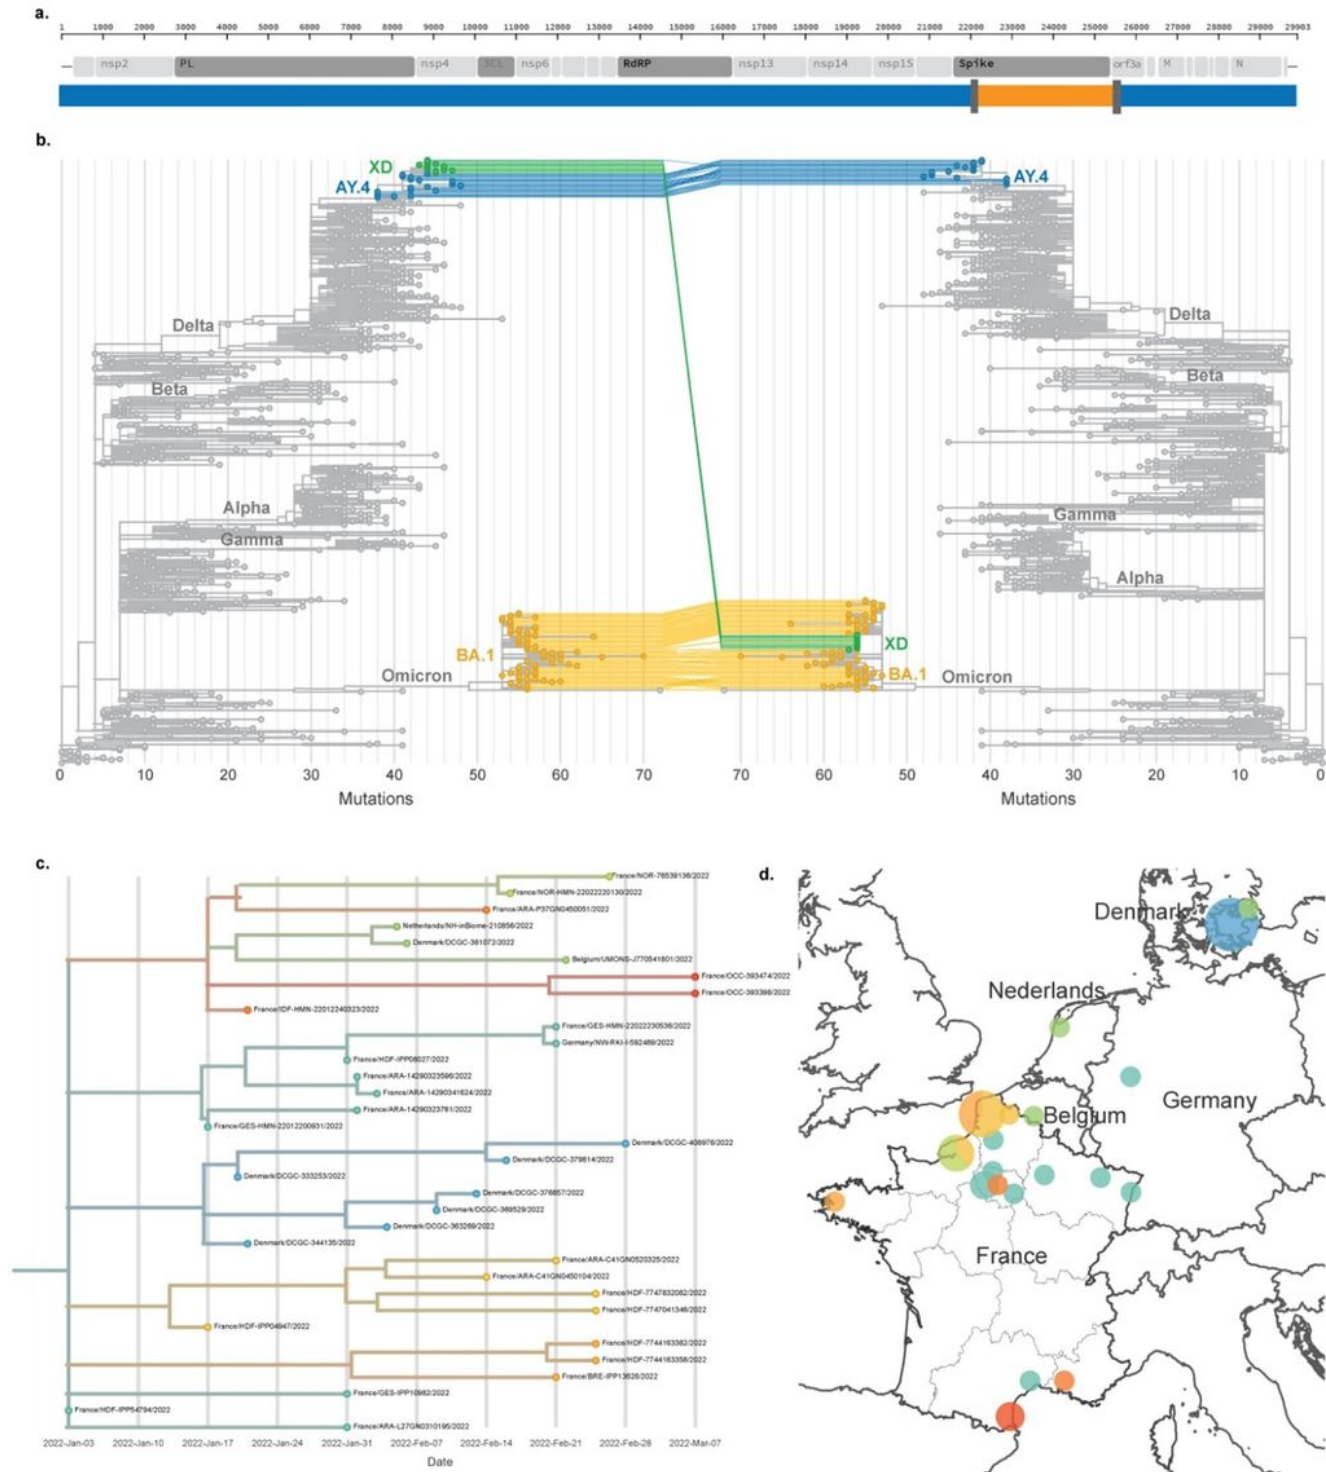 a.
1 1000 2000 3000 4000 5000 6000 7000 8000 9000 10000 11000 12000 13000 14000 15000 16000 17000 18000 19000 20000 21000 22000 23000 24000 25000 26000 27000 28000 29000 29903
nsp2 PL nsp4 3CL nsp6 RdRP nsp13 nsp14 nsp15 Spike orf3a M N
b.
XD
AY.4 AY.4
Delta Delta
Beta Beta
Alpha
Gamma Gamma
Alpha
XD
BA.1
BA.1
Omicron Omicron
0 10 20 30 40 50 60 70 70 60 50 40 30 20 10 0
Mutations Mutations
c.
France/NOR-76539136/2022
France/NOR-HMN-22022220130/2022
France/ARA-P37GN0450051/2022
Netherlands/NH-inBiome-210856/2022
Denmark/DCGC-381072/2022
Belgium/UMONS-J770541801/2022
France/OCC-393474/2022
France/OCC-393398/2022
France/IDF-HMN-22012240323/2022
France/GES-HMN-22022230536/2022
Germany/NW-RKI-I-592489/2022
France/HDF-IPP08027/2022
France/ARA-14290323596/2022
France/ARA-14290341624/2022
France/ARA-14290323761/2022
France/GES-HMN-22012200931/2022
Denmark/DCGC-408976/2022
Denmark/DCGC-379814/2022
Denmark/DCGC-333253/2022
Denmark/DCGC-376857/2022
Denmark/DCGC-369529/2022
Denmark/DCGC-363269/2022
Denmark/DCGC-344135/2022
France/ARA-C41GN0520325/2022
France/ARA-C41GN0450104/2022
France/HDF-7747832082/2022
France/HDF-7747041346/2022
France/HDF-IPP04947/2022
France/HDF-7744163382/2022
France/HDF-7744163358/2022
France/BRE-IPP13626/2022
France/GES-IPP10982/2022
France/HDF-IPP54794/2022
France/ARA-L27GN0310195/2022
2022-Jan-03 2022-Jan-10 2022-Jan-17 2022-Jan-24 2022-Jan-31 2022-Feb-07 2022-Feb-14 2022-Feb-21 2022-Feb-28 2022-Mar-07
Date
d.
Denmark
Nederlands
Germany
Belgium
France